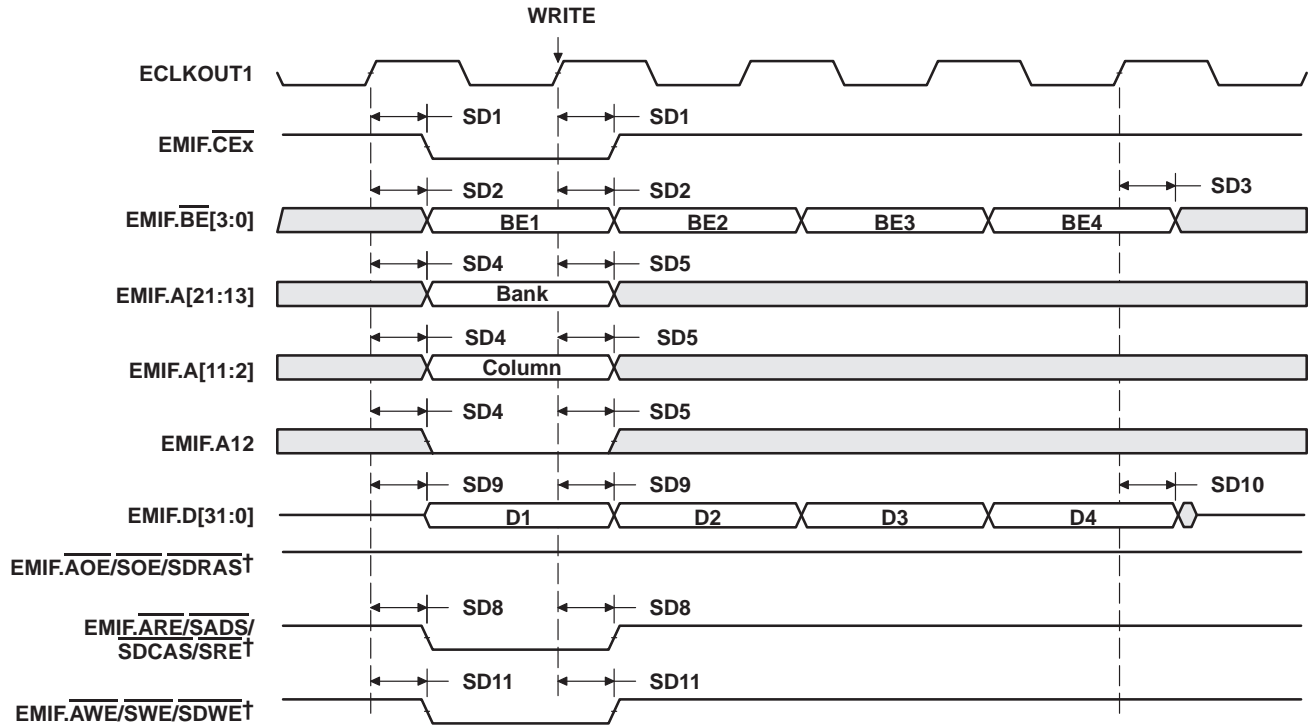 WRITE
ECLKOUT1
SD1 SD1
EMIF.CEx
SD2 SD2 SD3
EMIF.BE[3:0] BE1 BE2 BE3 BE4
SD4 SD5
EMIF.A[21:13] Bank
SD4 SD5
EMIF.A[11:2] Column
SD4 SD5
EMIF.A12
SD9 SD9 SD10
EMIF.D[31:0] D1 D2 D3 D4
EMIF.AOE/SOE/SDRAS†
SD8 SD8
EMIF.ARE/SADS/
SDCAS/SRE†
SD11 SD11
EMIF.AWE/SWE/SDWE†